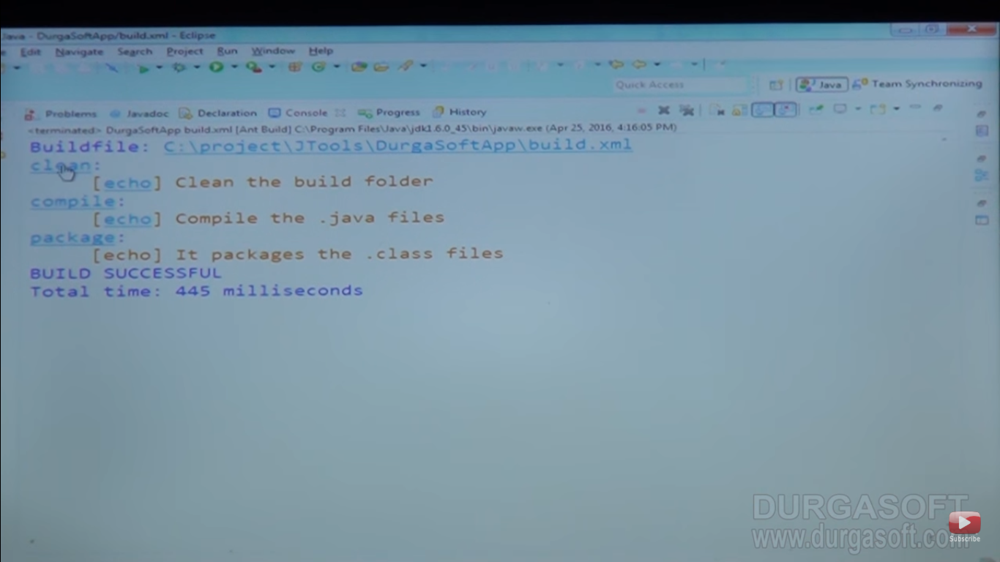 Java - DurgaSoftApp/build.xml - Eclipse
Edit Navigate Search Project Run Window Help
Quick Access Java Team Synchronizing
Problems Javadoc Declaration Console Progress History
<terminated> DurgaSoftApp build.xml [Ant Build] C:\Program Files\Java\jdk1.6.0_45\bin\javaw.exe (Apr 25, 2016, 4:16:05 PM)
Buildfile: C:\project\JTools\DurgaSoftApp\build.xml
clean:
[echo] Clean the build folder
compile:
[echo] Compile the .java files
package:
[echo] It packages the .class files
BUILD SUCCESSFUL
Total time: 445 milliseconds
DURGASOFT
www.durgasoft.com
Subscribe